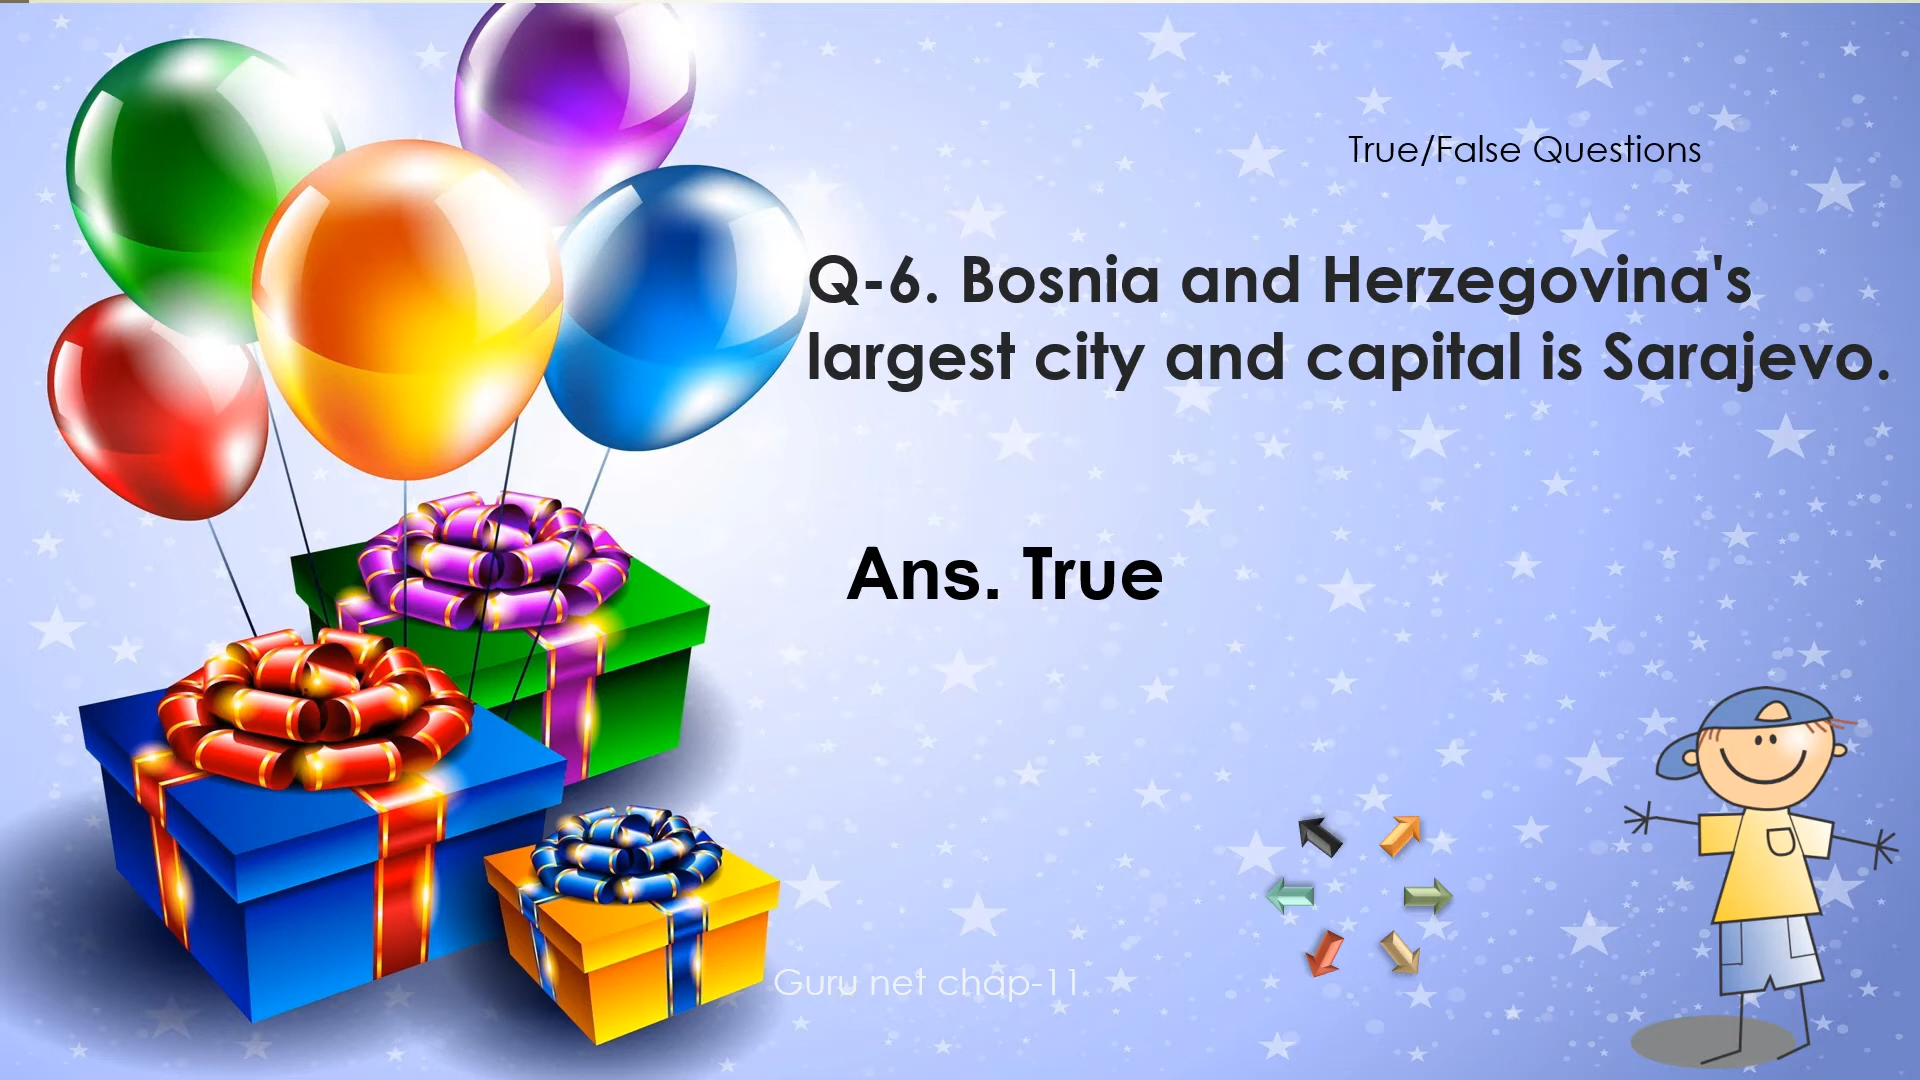 True/False Questions
Q-6. Bosnia and Herzegovina's
largest city and capital is Sarajevo.
Ans. True
Guru net chap-11